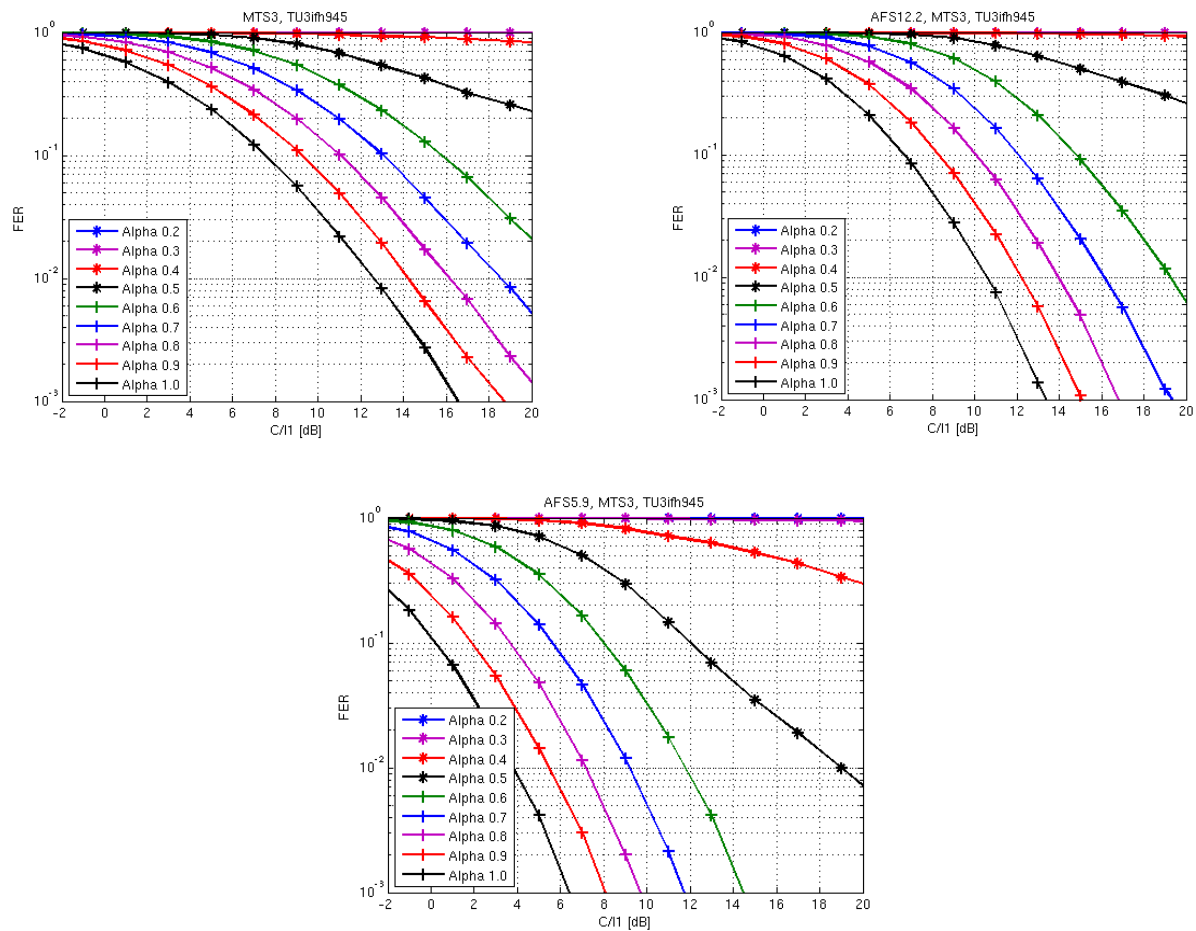 MTS3, TU3ifh945
10^0
10^-1
10^-2
10^-3
FER
Alpha 0.2
Alpha 0.3
Alpha 0.4
Alpha 0.5
Alpha 0.6
Alpha 0.7
Alpha 0.8
Alpha 0.9
Alpha 1.0
-2 0 2 4 6 8 10 12 14 16 18 20
C/I1 [dB]
AFS12.2, MTS3, TU3ifh945
10^0
10^-1
10^-2
10^-3
FER
Alpha 0.2
Alpha 0.3
Alpha 0.4
Alpha 0.5
Alpha 0.6
Alpha 0.7
Alpha 0.8
Alpha 0.9
Alpha 1.0
-2 0 2 4 6 8 10 12 14 16 18 20
C/I1 [dB]
AFS5.9, MTS3, TU3ifh945
10^0
10^-1
10^-2
10^-3
FER
Alpha 0.2
Alpha 0.3
Alpha 0.4
Alpha 0.5
Alpha 0.6
Alpha 0.7
Alpha 0.8
Alpha 0.9
Alpha 1.0
-2 0 2 4 6 8 10 12 14 16 18 20
C/I1 [dB]